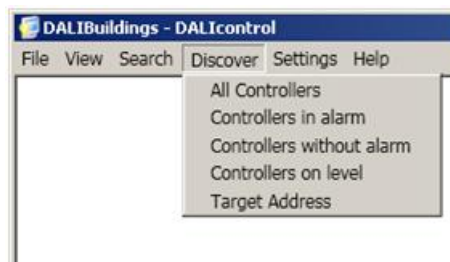 DALIBuildings - DALIcontrol
File View Search Discover Settings Help
All Controllers
Controllers in alarm
Controllers without alarm
Controllers on level
Target Address